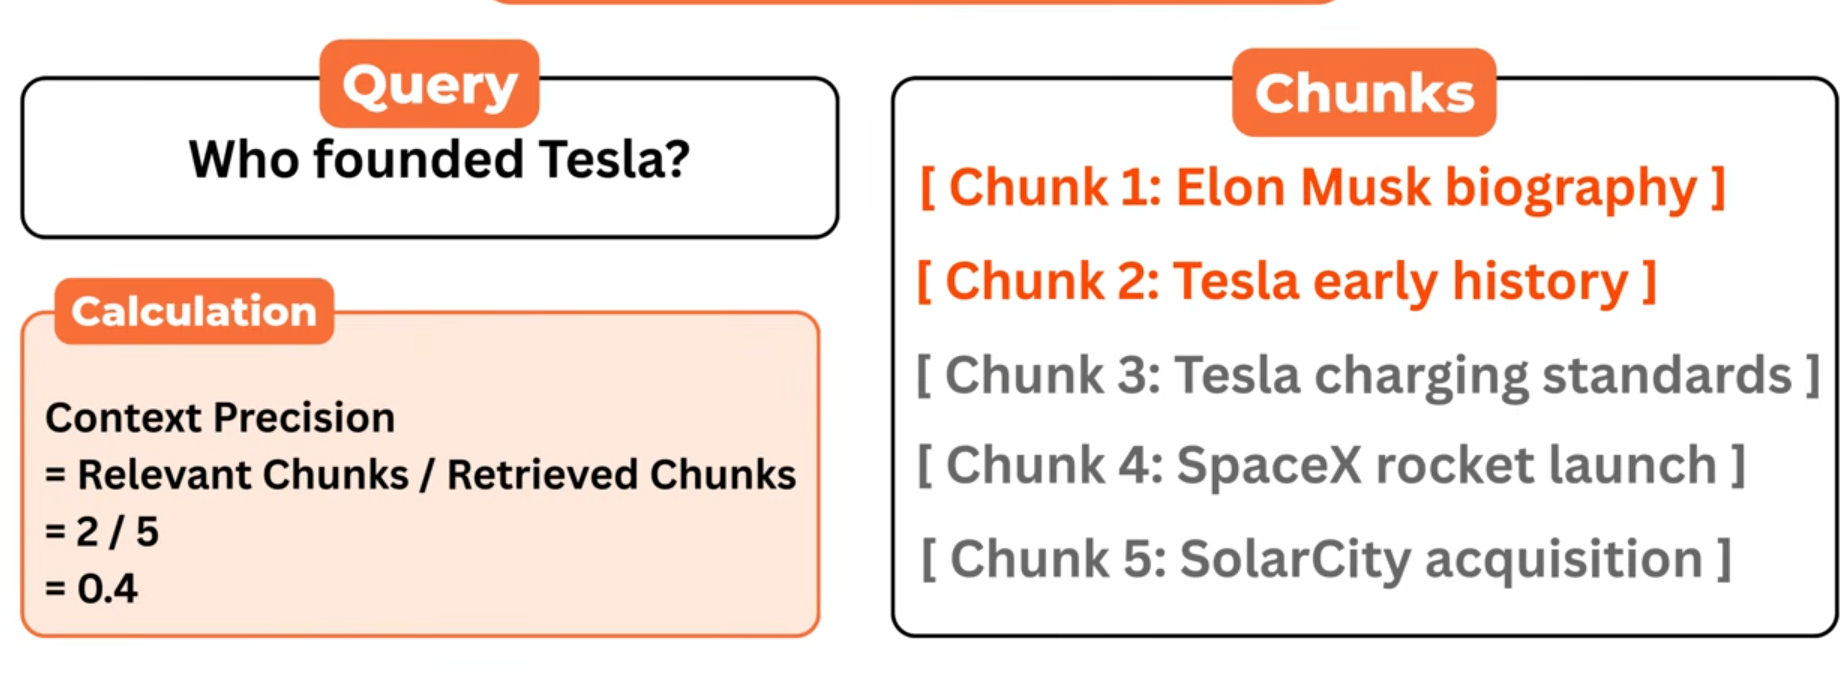 Query
Who founded Tesla?
Calculation
Context Precision
= Relevant Chunks / Retrieved Chunks
= 2 / 5
= 0.4
Chunks
[ Chunk 1: Elon Musk biography ]
[ Chunk 2: Tesla early history ]
[ Chunk 3: Tesla charging standards ]
[ Chunk 4: SpaceX rocket launch ]
[ Chunk 5: SolarCity acquisition ]